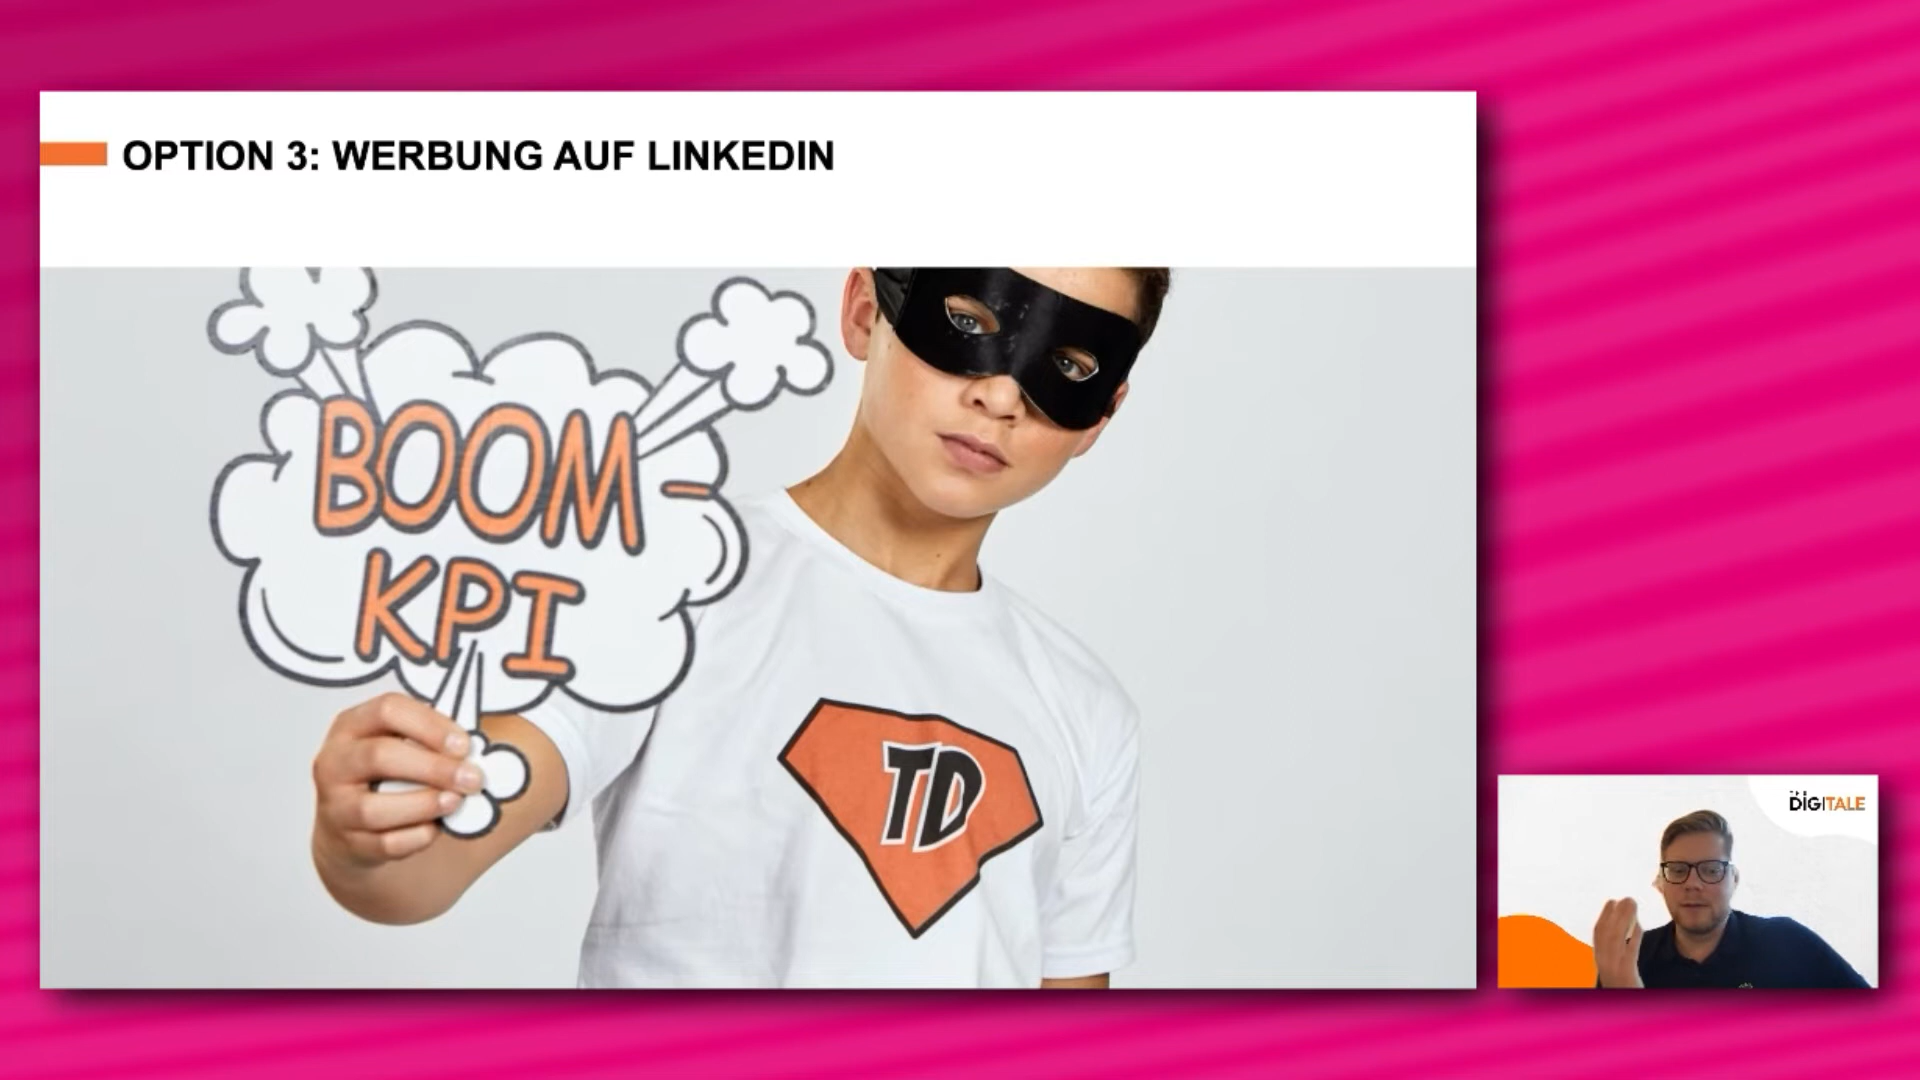 OPTION 3: WERBUNG AUF LINKEDIN
BOOM-
KPI
TD
DIGITALE